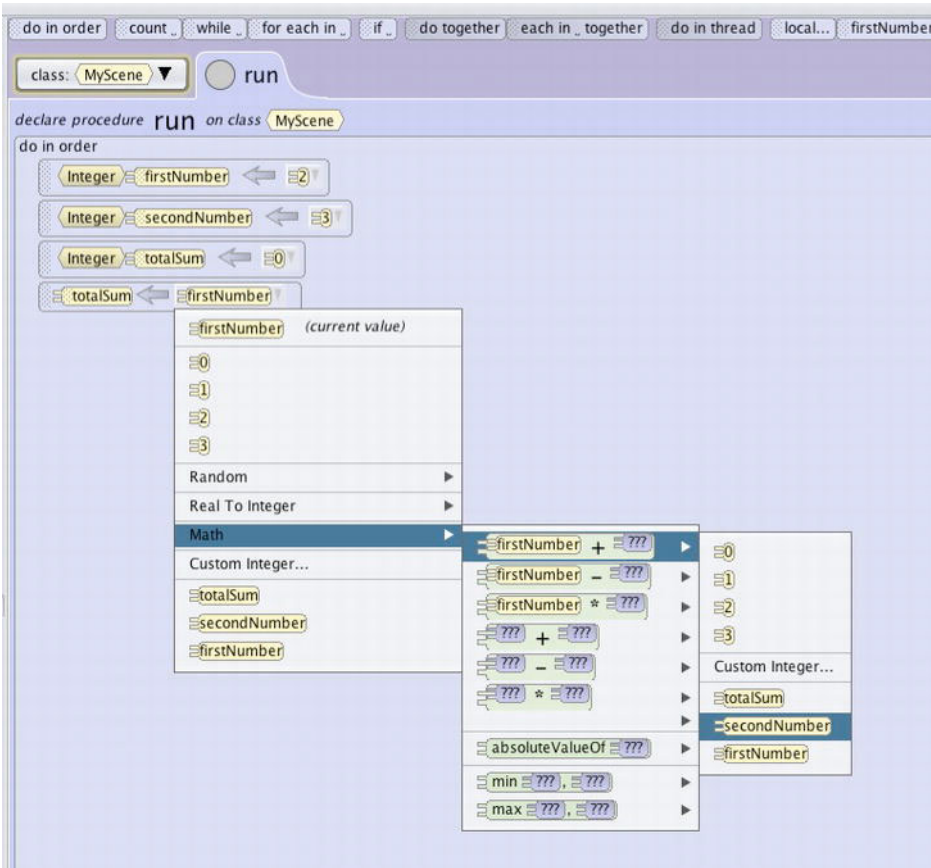 do in order count _ while _ for each in _ if _ do together each in _ together do in thread local... firstNumber
class: MyScene run
declare procedure run on class MyScene
do in order
Integer firstNumber 2
Integer secondNumber 3
Integer totalSum 0
totalSum firstNumber
firstNumber (current value)
0
1
2
3
Random
Real To Integer
Math
Custom Integer...
totalSum
secondNumber
firstNumber
firstNumber + ???
firstNumber - ???
firstNumber * ???
??? + ???
??? - ???
??? * ???
absoluteValueOf ???
min ???, ???
max ???, ???
0
1
2
3
Custom Integer...
totalSum
secondNumber
firstNumber